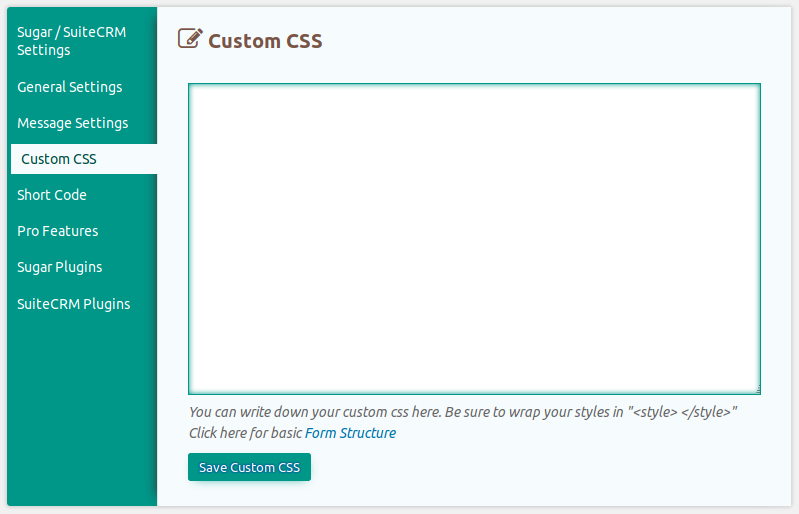 Sugar / SuiteCRM
Settings
General Settings
Message Settings
Custom CSS
Short Code
Pro Features
Sugar Plugins
SuiteCRM Plugins
Custom CSS
You can write down your custom css here. Be sure to wrap your styles in "<style> </style>"
Click here for basic Form Structure
Save Custom CSS